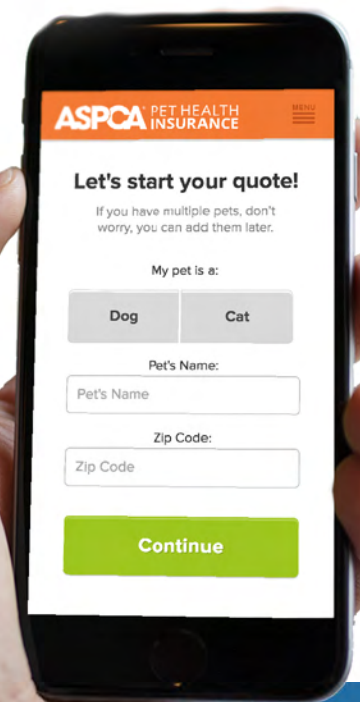 ASPCA PET HEALTH INSURANCE
MENU
Let's start your quote!
If you have multiple pets, don't
worry, you can add them later.
My pet is a:
Dog Cat
Pet's Name:
Pet's Name
Zip Code:
Zip Code
Continue